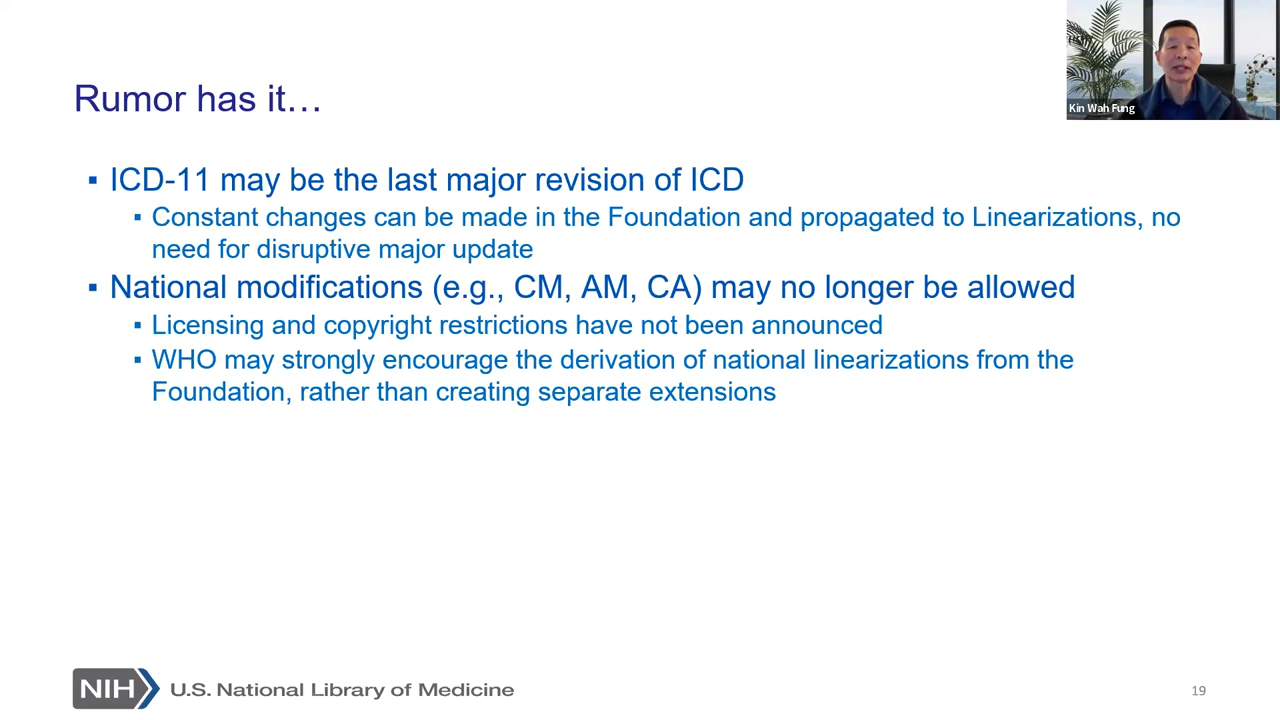 Rumor has it…
▪ ICD-11 may be the last major revision of ICD
▪ Constant changes can be made in the Foundation and propagated to Linearizations, no
need for disruptive major update
▪ National modifications (e.g., CM, AM, CA) may no longer be allowed
▪ Licensing and copyright restrictions have not been announced
▪ WHO may strongly encourage the derivation of national linearizations from the
Foundation, rather than creating separate extensions
Kin Wah Fung
NIH U.S. National Library of Medicine
19